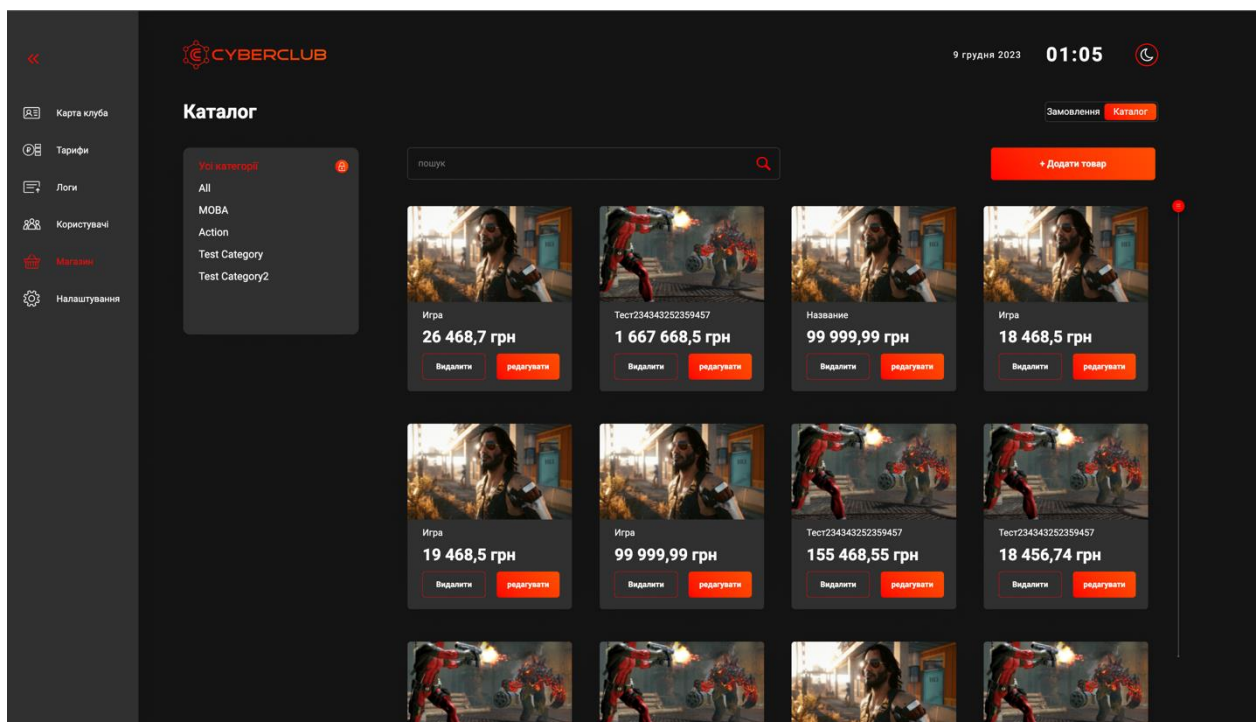 CYBERCLUB
9 грудня 2023
01:05
Карта клуба
Тарифи
Логи
Користувачі
Магазин
Налаштування
Каталог
Замовлення
Каталог
Усі категорії
All
MOBA
Action
Test Category
Test Category2
пошук
+ Додати товар
Игра
26 468,7 грн
Видалити
редагувати
Тест234343252359457
1 667 668,5 грн
Видалити
редагувати
Название
99 999,99 грн
Видалити
редагувати
Игра
18 468,5 грн
Видалити
редагувати
Игра
19 468,5 грн
Видалити
редагувати
Игра
99 999,99 грн
Видалити
редагувати
Тест234343252359457
155 468,55 грн
Видалити
редагувати
Тест234343252359457
18 456,74 грн
Видалити
редагувати